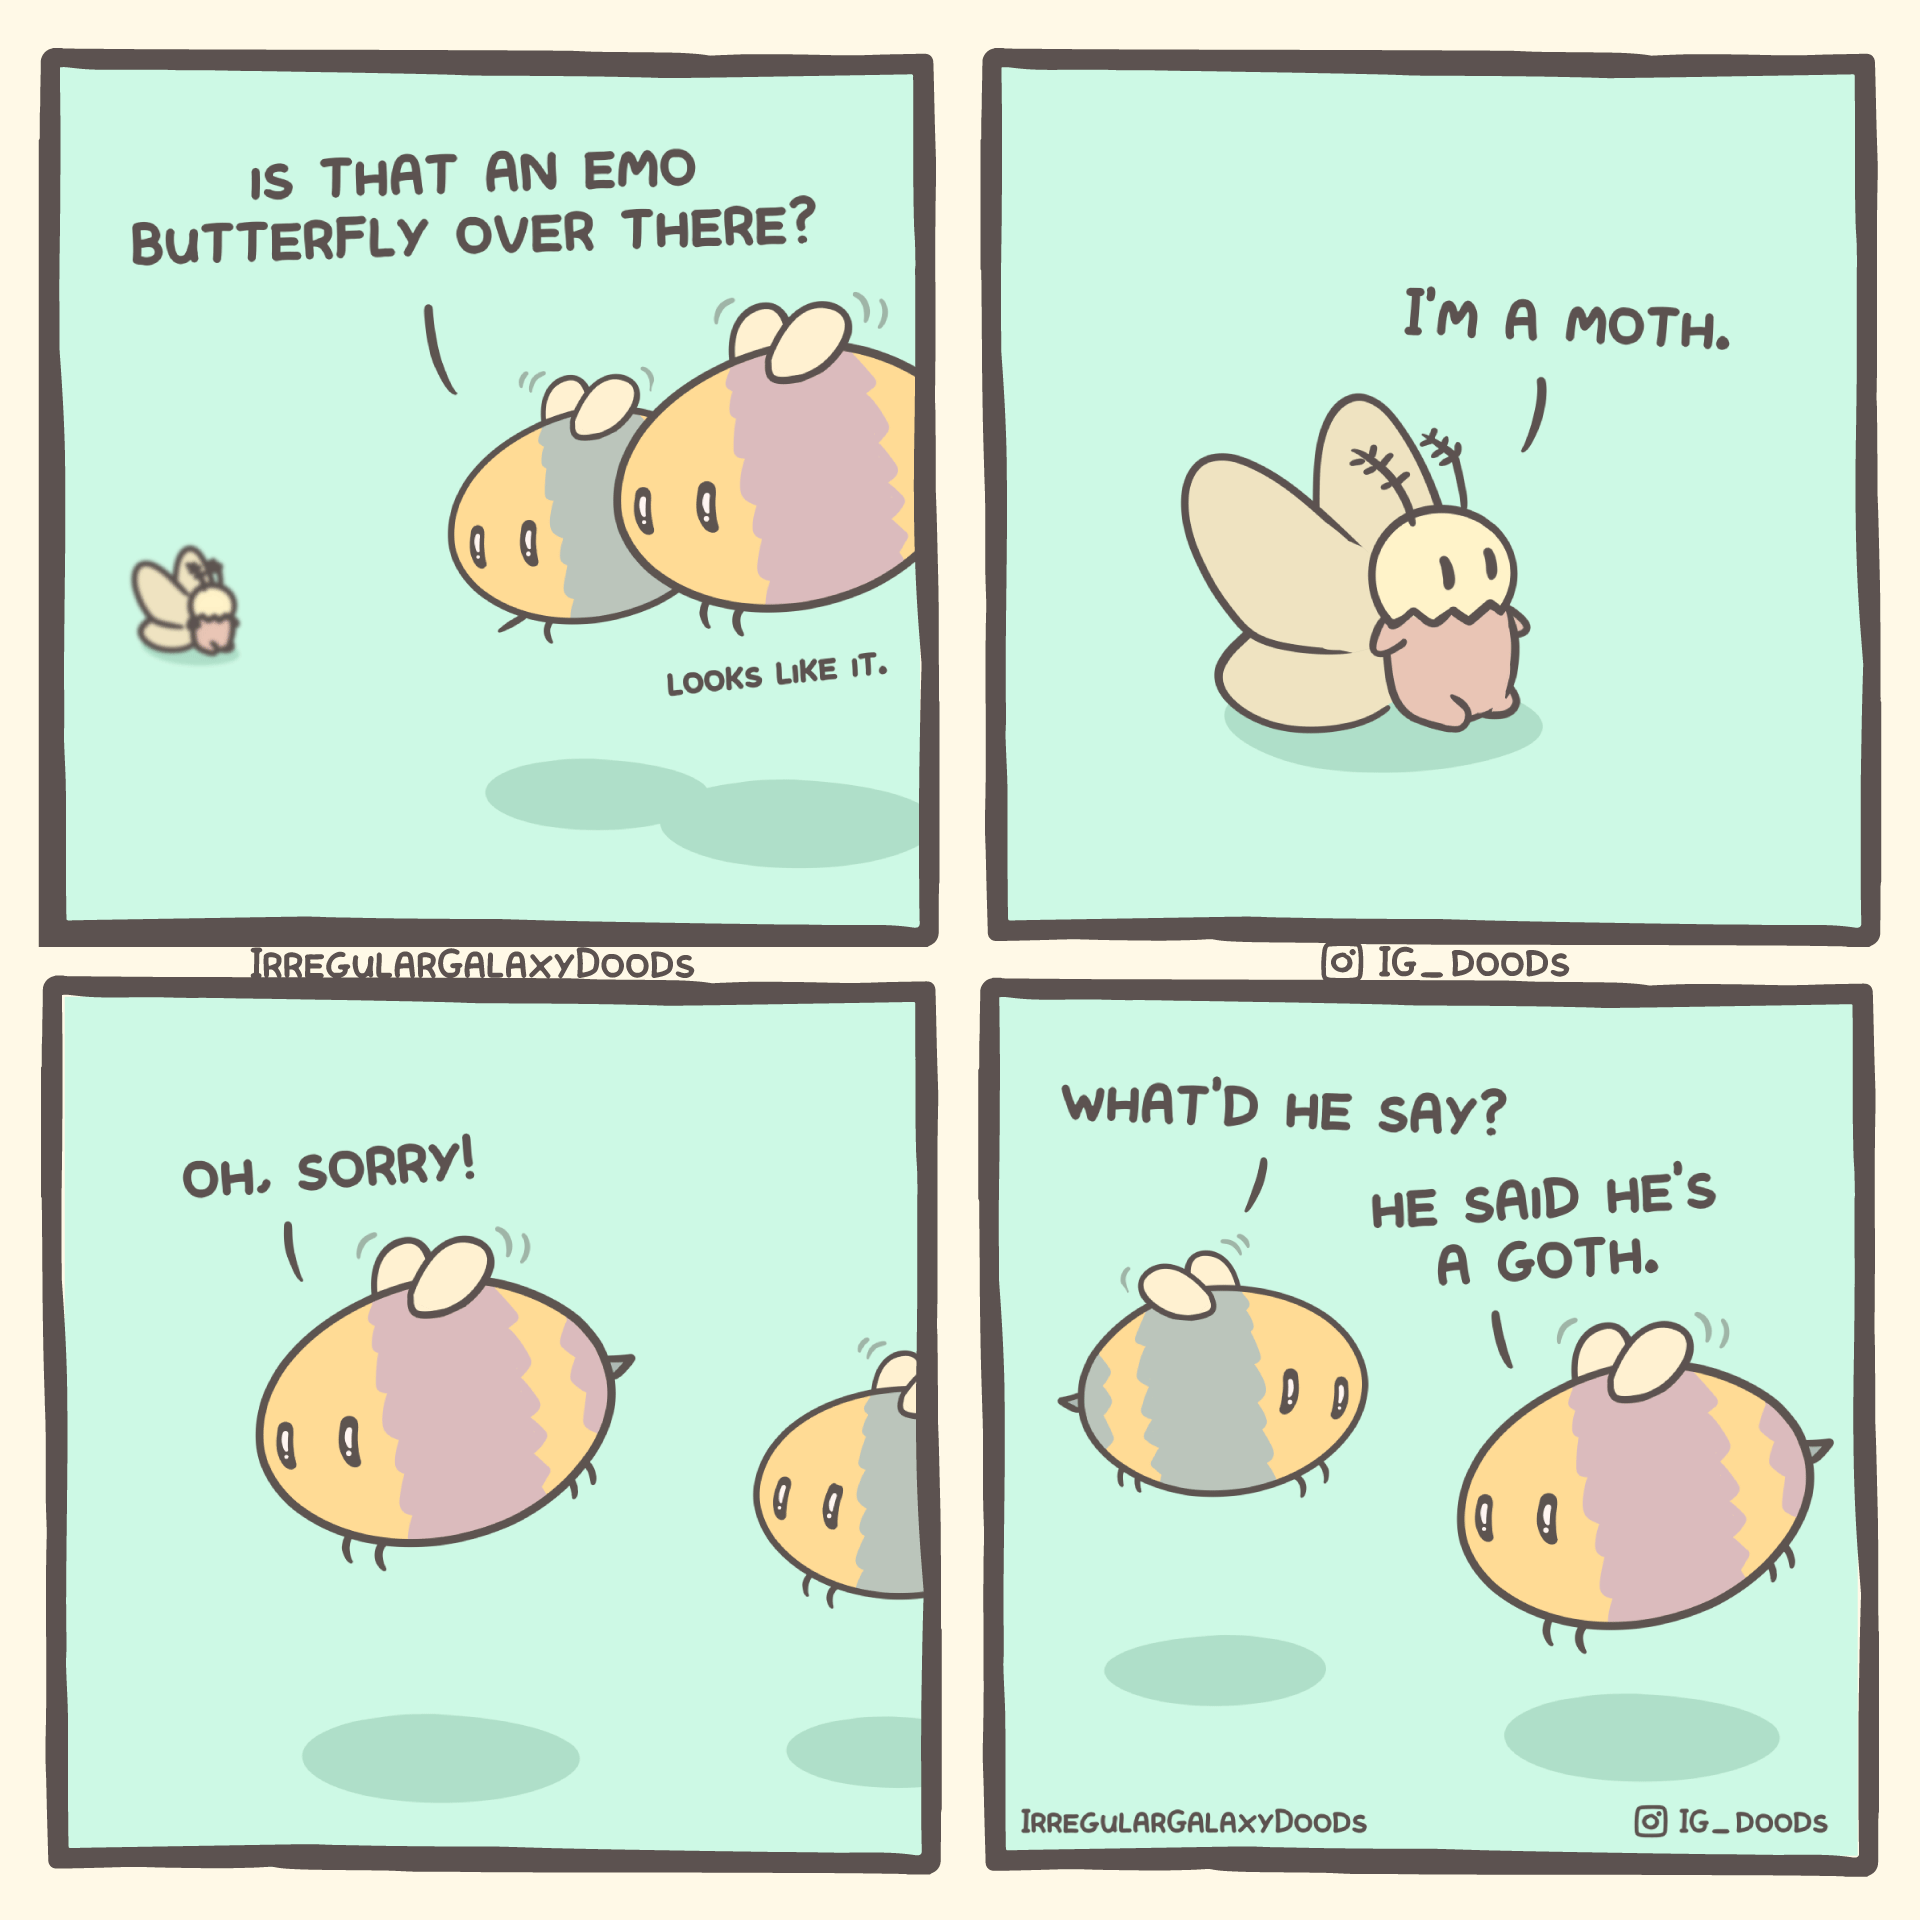 IS THAT AN EMO
BUTTERFLY OVER THERE?
LOOKS LIKE IT.
I'M A MOTH.
IRREGULARGALAXYDOODS
IG_DOODS
OH, SORRY!
WHAT'D HE SAY?
HE SAID HE'S
A GOTH.
IRREGULARGALAXYDOODS
IG_DOODS